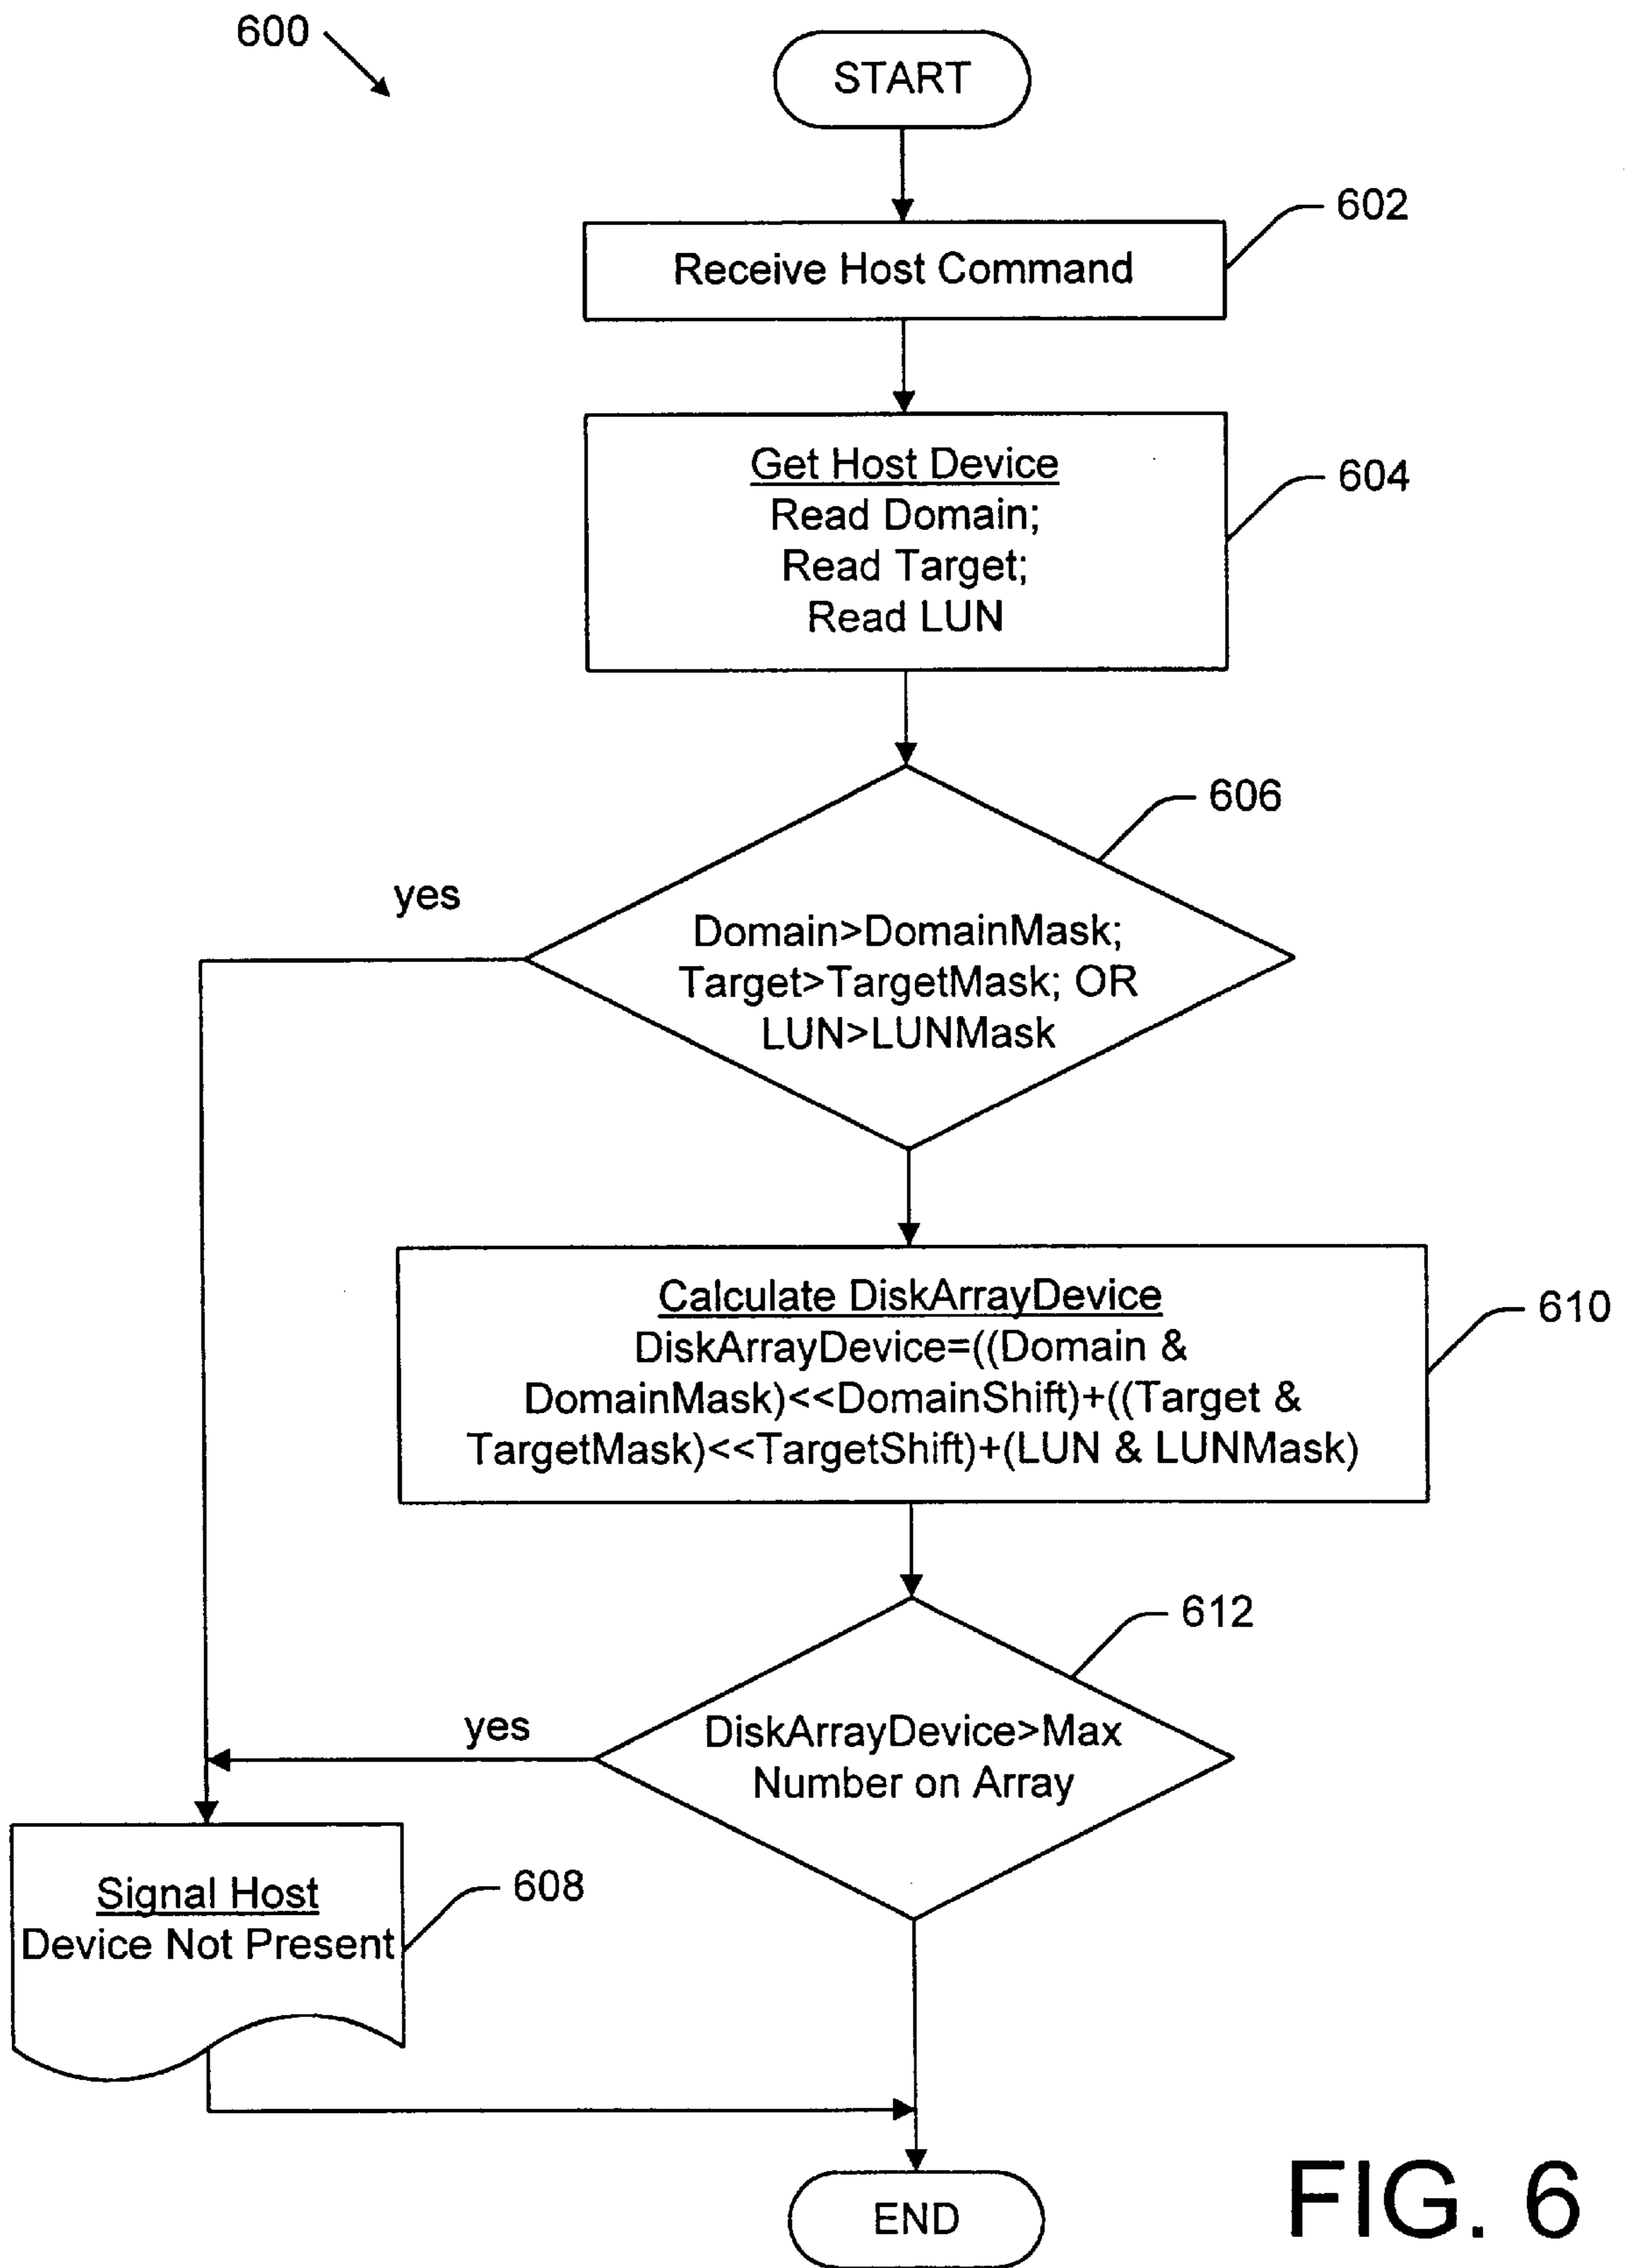 600
START
602
Receive Host Command
604
Get Host Device
Read Domain;
Read Target;
Read LUN
606
yes
Domain>DomainMask;
Target>TargetMask; OR
LUN>LUNMask
610
Calculate DiskArrayDevice
DiskArrayDevice=((Domain &
DomainMask)<<DomainShift)+((Target &
TargetMask)<<TargetShift)+(LUN & LUNMask)
612
yes
DiskArrayDevice>Max
Number on Array
608
Signal Host
Device Not Present
END
FIG. 6